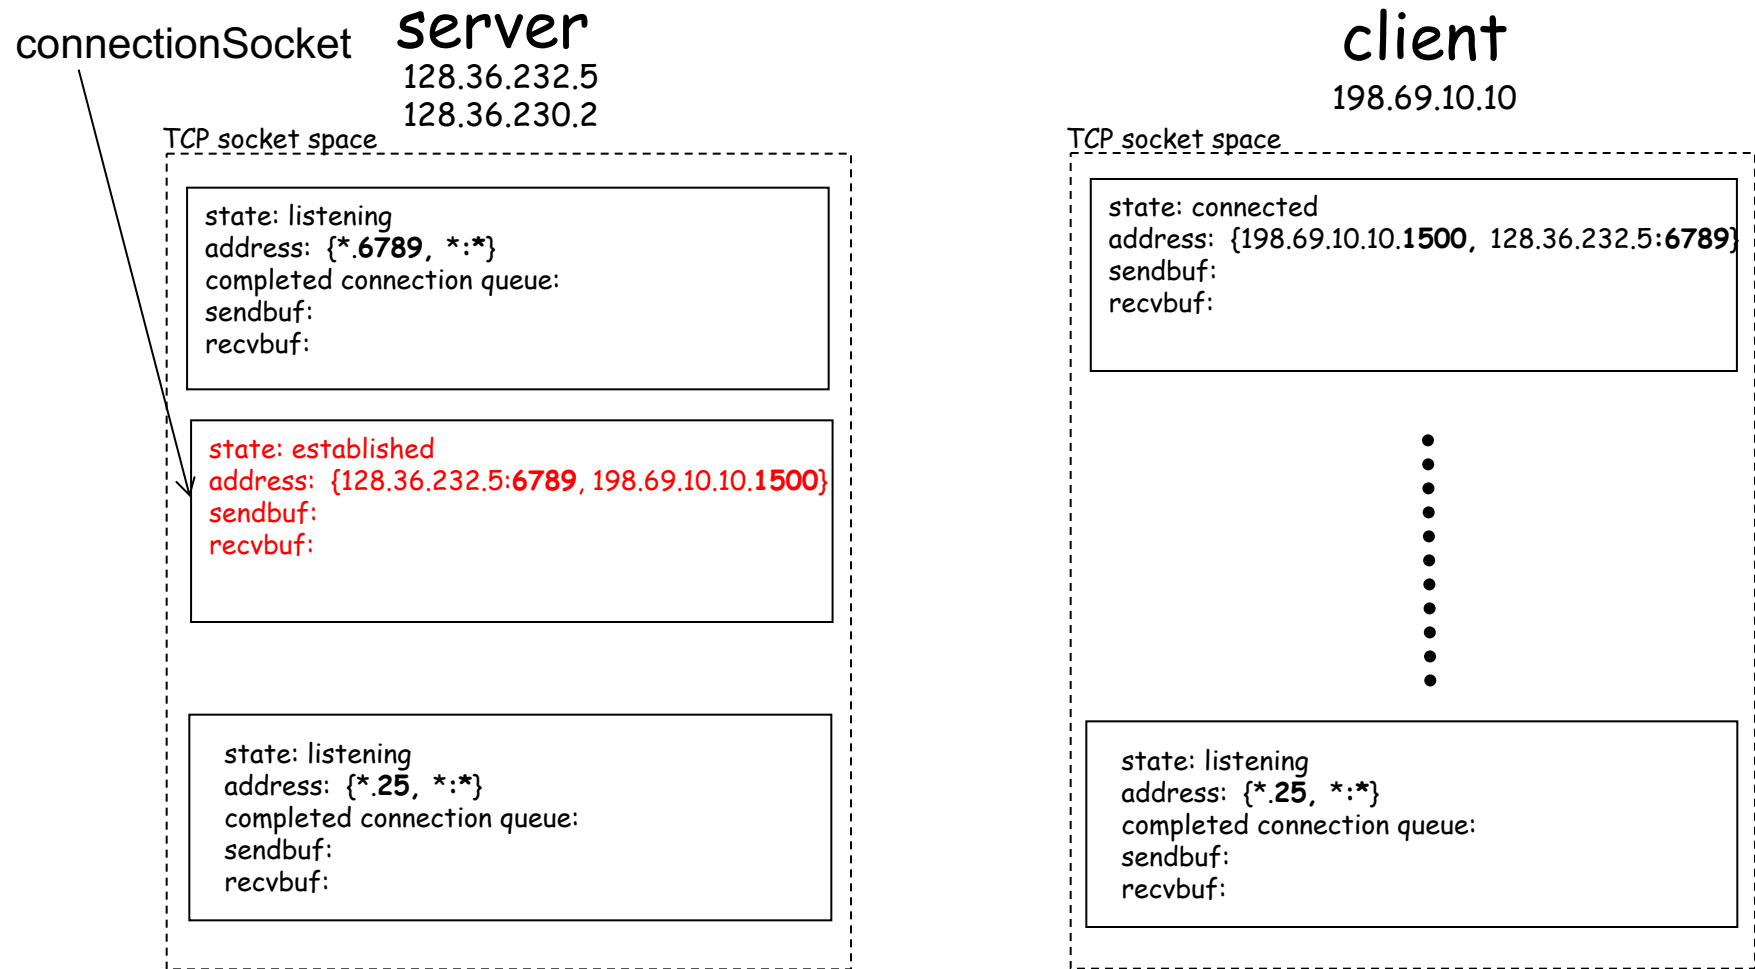 connectionSocket
server
128.36.232.5
128.36.230.2
TCP socket space
state: listening
address: {*.6789, *:*}
completed connection queue:
sendbuf:
recvbuf:
state: established
address: {128.36.232.5:6789, 198.69.10.10.1500}
sendbuf:
recvbuf:
state: listening
address: {*.25, *:*}
completed connection queue:
sendbuf:
recvbuf:
client
198.69.10.10
TCP socket space
state: connected
address: {198.69.10.10.1500, 128.36.232.5:6789}
sendbuf:
recvbuf:
state: listening
address: {*.25, *:*}
completed connection queue:
sendbuf:
recvbuf: